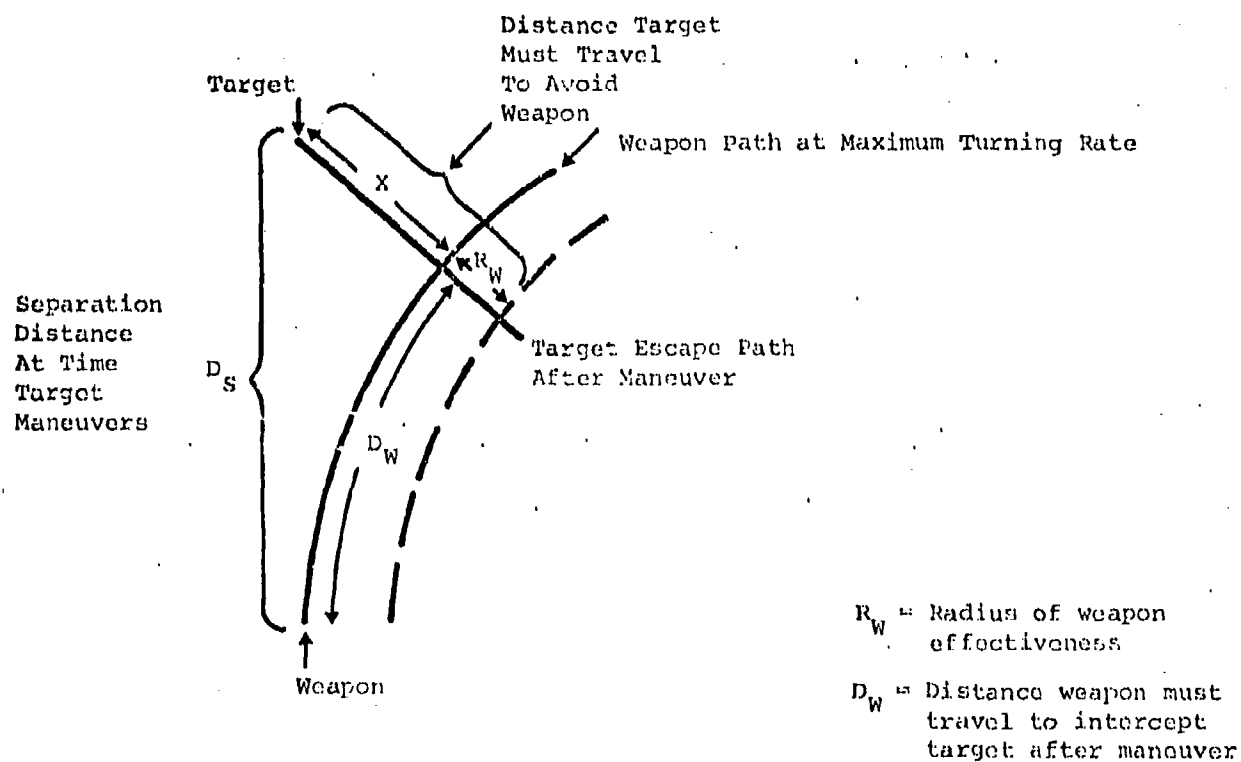 Distance Target
Must Travel
To Avoid
Weapon
Target
Weapon Path at Maximum Turning Rate
X
R_W
Separation
Distance
At Time
Target
Maneuvers
D_S
Target Escape Path
After Maneuver
D_W
R_W = Radius of weapon
effectiveness
Weapon
D_W = Distance weapon must
travel to intercept
target after manouver